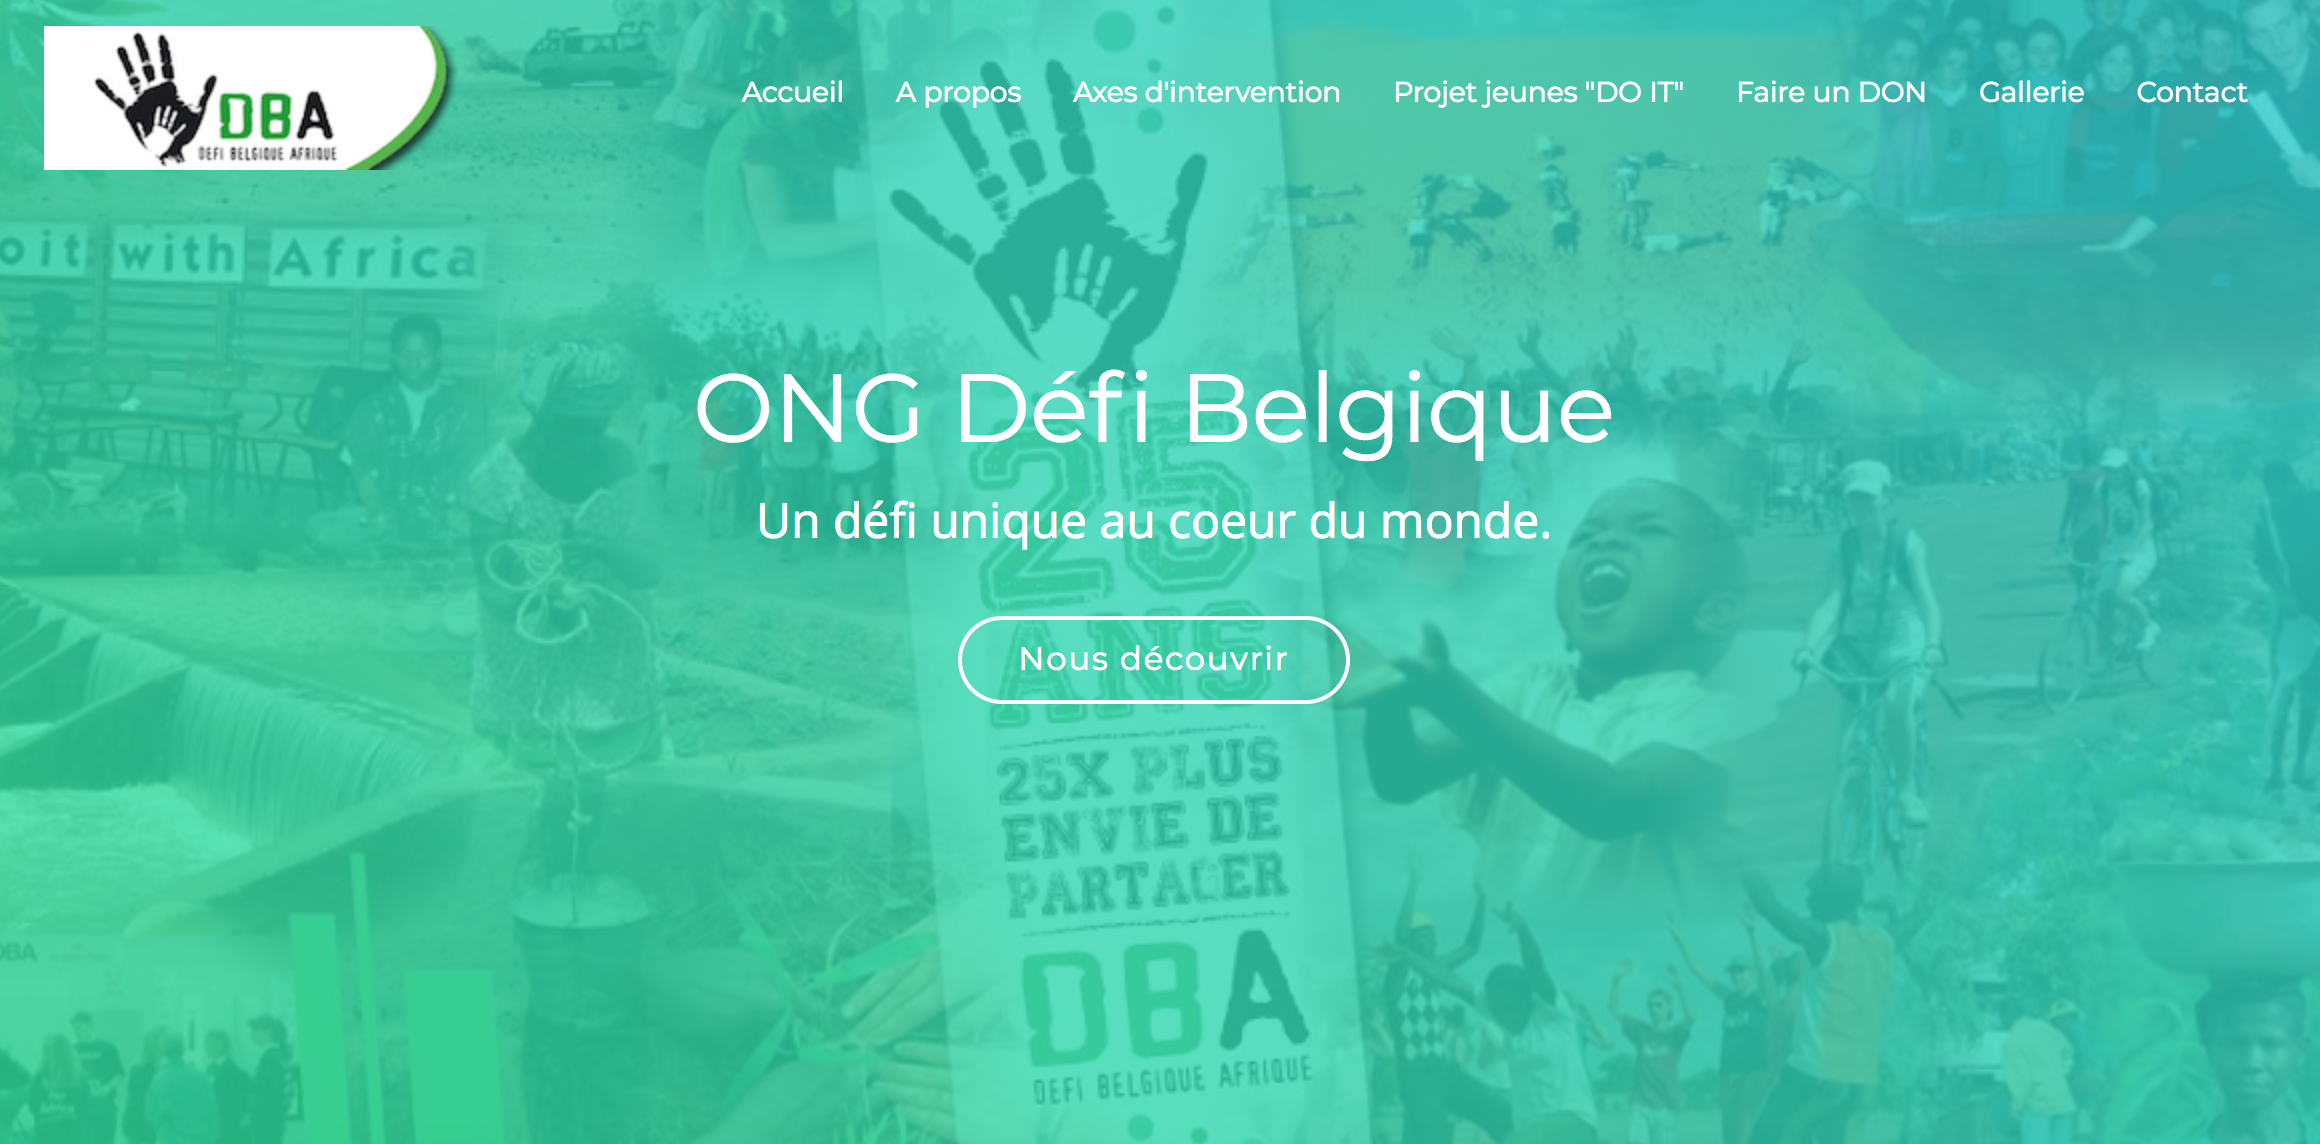 DBA
DEFI BELGIQUE AFRIQUE
Accueil A propos Axes d'intervention Projet jeunes "DO IT" Faire un DON Gallerie Contact
o it with Africa
ONG Défi Belgique
Un défi unique au coeur du monde.
25
ANS
Nous découvrir
25X PLUS
ENVIE DE
PARTAGER
DBA
DEFI BELGIQUE AFRIQUE
DBA